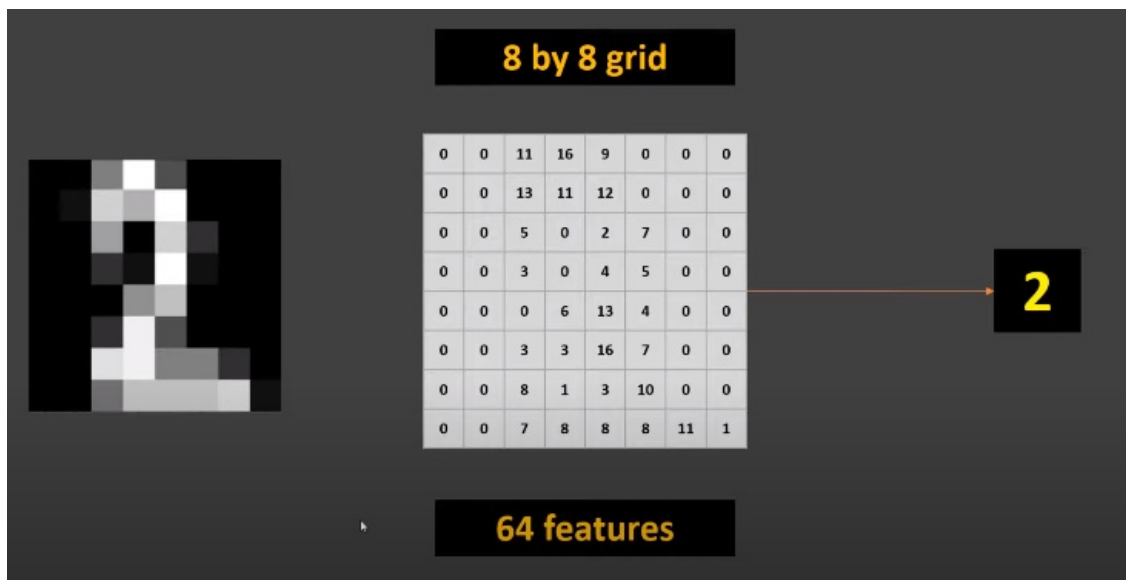 8 by 8 grid
0 0 11 16 9 0 0 0
0 0 13 11 12 0 0 0
0 0 5 0 2 7 0 0
0 0 3 0 4 5 0 0
0 0 0 6 13 4 0 0
0 0 3 3 16 7 0 0
0 0 8 1 3 10 0 0
0 0 7 8 8 8 11 1
2
64 features